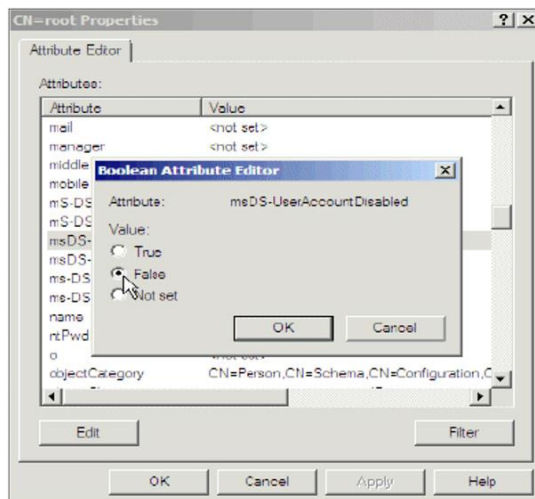 CN=root Properties
Attribute Editor
Attributes:
Attribute Value
mail <not set>
manager <not set>
middle
mobile
mS-DS
mS-DS
msDS-
msDS-
ms-DS
ms-DS
name
ntPwd
o
objectCategory CN=Person,CN=Schema,CN=Configuration,C
Boolean Attribute Editor
Attribute: msDS-UserAccountDisabled
Value:
True
False
Not set
OK Cancel
Edit Filter
OK Cancel Apply Help